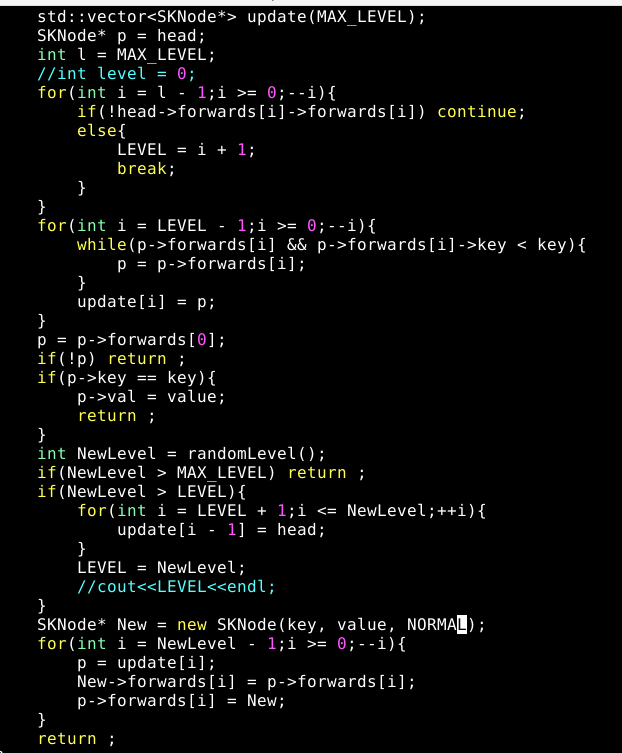 std::vector<SKNode*> update(MAX_LEVEL);
SKNode* p = head;
int l = MAX_LEVEL;
//int level = 0;
for(int i = l - 1;i >= 0;--i){
    if(!head->forwards[i]->forwards[i]) continue;
    else{
        LEVEL = i + 1;
        break;
    }
}
for(int i = LEVEL - 1;i >= 0;--i){
    while(p->forwards[i] && p->forwards[i]->key < key){
        p = p->forwards[i];
    }
    update[i] = p;
}
p = p->forwards[0];
if(!p) return ;
if(p->key == key){
    p->val = value;
    return ;
}
int NewLevel = randomLevel();
if(NewLevel > MAX_LEVEL) return ;
if(NewLevel > LEVEL){
    for(int i = LEVEL + 1;i <= NewLevel;++i){
        update[i - 1] = head;
    }
    LEVEL = NewLevel;
    //cout<<LEVEL<<endl;
}
SKNode* New = new SKNode(key, value, NORMAL);
for(int i = NewLevel - 1;i >= 0;--i){
    p = update[i];
    New->forwards[i] = p->forwards[i];
    p->forwards[i] = New;
}
return ;